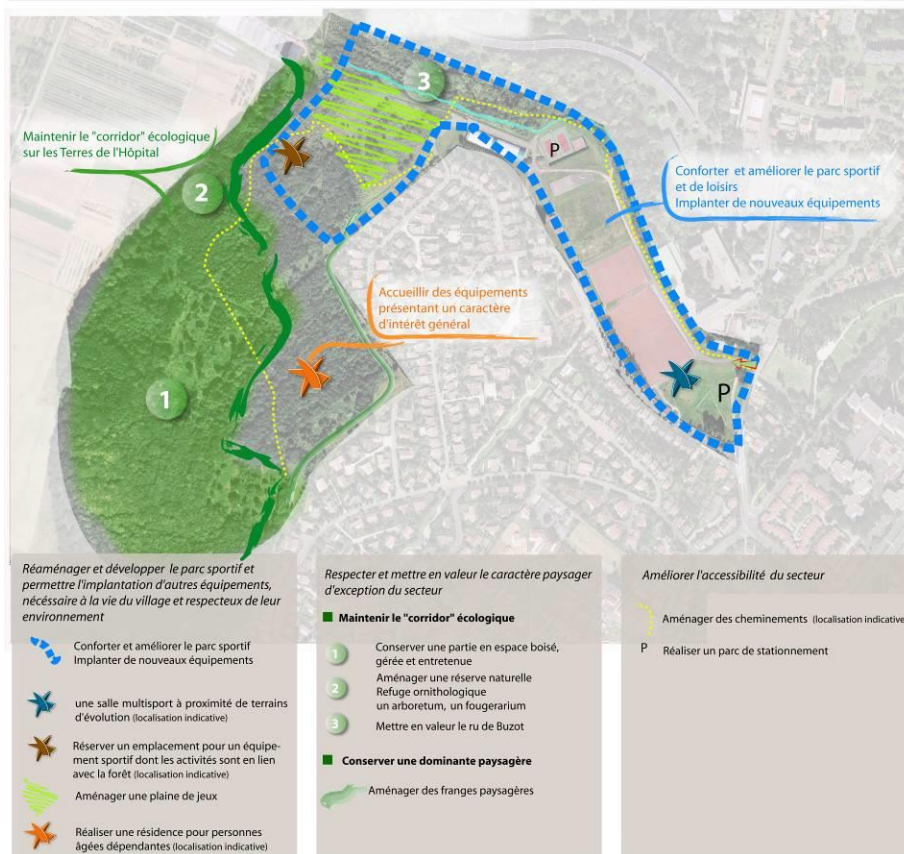 3
Maintenir le "corridor" écologique
sur les Terres de l'Hôpital
2
P
Conforter et améliorer le parc sportif
et de loisirs
Implanter de nouveaux équipements
Accueillir des équipements
présentant un caractère
d'intérêt général
1
P
Réaménager et développer le parc sportif et
permettre l'implantation d'autres équipements,
nécéssaire à la vie du village et respecteux de leur
environnement
Conforter et améliorer le parc sportif
Implanter de nouveaux équipements
une salle multisport à proximité de terrains
d'évolution (localisation indicative)
Réserver un emplacement pour un équipe-
ment sportif dont les activités sont en lien
avec la forêt (localisation indicative)
Aménager une plaine de jeux
Réaliser une résidence pour personnes
âgées dépendantes (localisation indicative)
Respecter et mettre en valeur le caractère paysager
d'exception du secteur
Maintenir le "corridor" écologique
1
Conserver une partie en espace boisé,
gérée et entretenue
2
Aménager une réserve naturelle
Refuge ornithologique
un arboretum, un fougerarium
3
Mettre en valeur le ru de Buzot
Conserver une dominante paysagère
Aménager des franges paysagères
Améliorer l'accessibilité du secteur
Aménager des cheminements (localisation indicative
P Réaliser un parc de stationnement